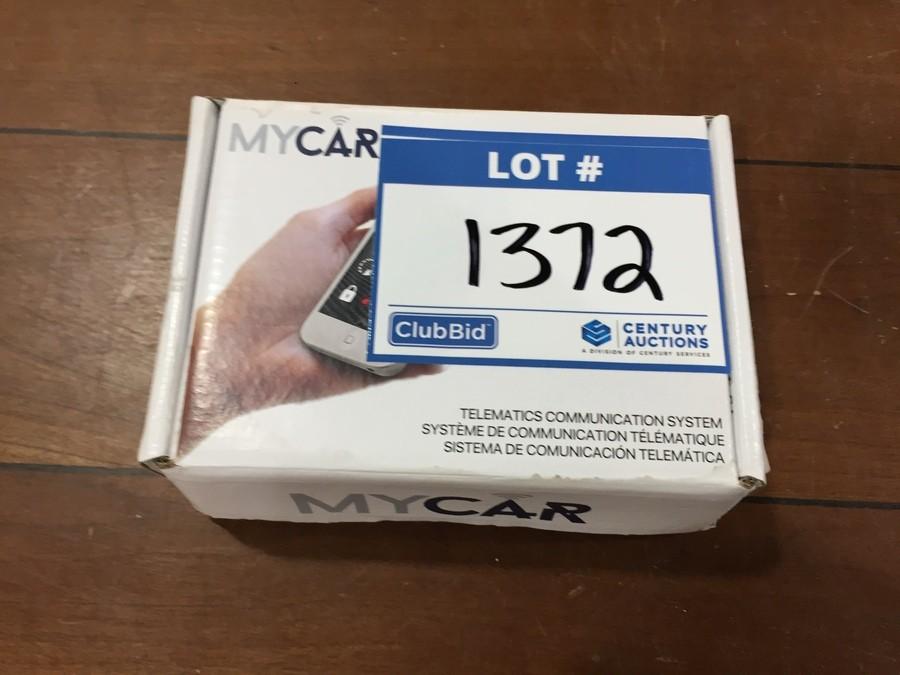 MYCAR
LOT #
1372
ClubBid
CENTURY
AUCTIONS
A DIVISION OF CENTURY SERVICES
TELEMATICS COMMUNICATION SYSTEM
SYSTÈME DE COMMUNICATION TÉLÉMATIQUE
SISTEMA DE COMUNICACIÓN TELEMÁTICA
MYCAR